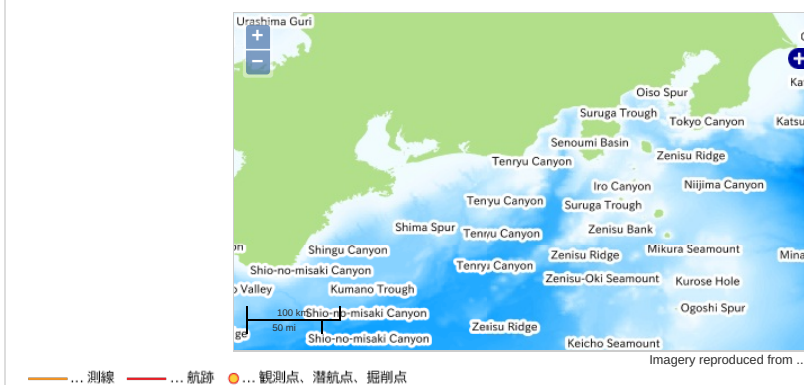 Urashima Guri
+
−
Oiso Spur
Ka
Suruga Trough
Tokyo Canyon
Katsu
Senoumi Basin
Tenryu Canyon
Zenisu Ridge
Iro Canyon
Niijima Canyon
Tenyu Canyon
Suruga Trough
Shima Spur
Zenisu Bank
Tenryu Canyon
Shingu Canyon
Mikura Seamount
Zenisu Ridge
Mina
Tenryu Canyon
Shio-no-misaki Canyon
Zenisu-Oki Seamount
Kurose Hole
o Valley
Kumano Trough
Ogoshi Spur
100 km
Shio-no-misaki Canyon
50 mi
Zenisu Ridge
ge
Shio-no-misaki Canyon
Keicho Seamount
Imagery reproduced from ..
... 測線 ... 航跡 ... 観測点、潜航点、掘削点